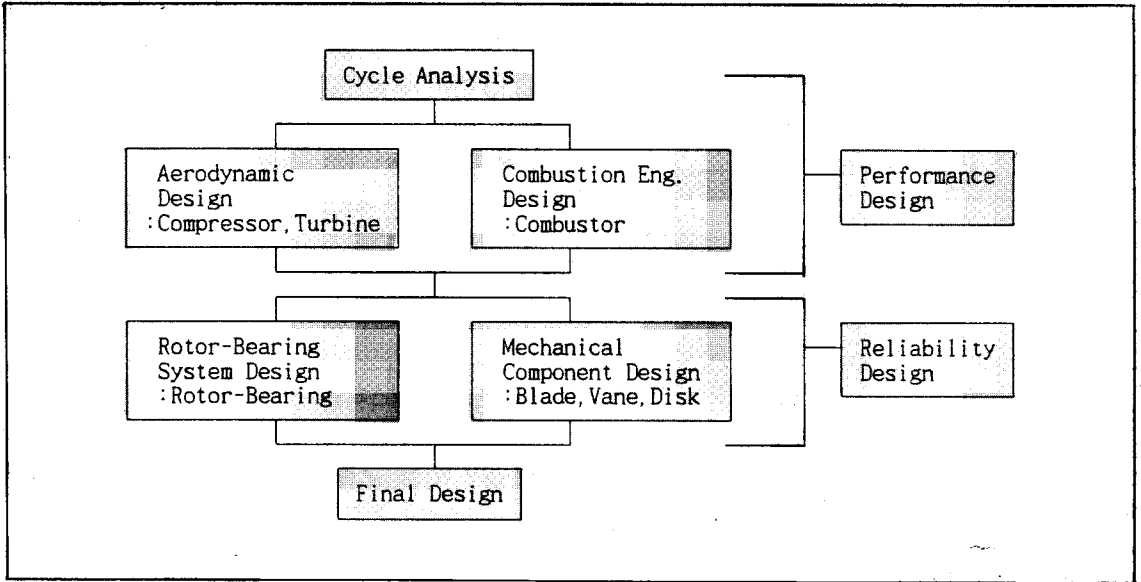 Cycle Analysis
Aerodynamic
Design
:Compressor,Turbine
Combustion Eng.
Design
:Combustor
Performance
Design
Rotor-Bearing
System Design
:Rotor-Bearing
Mechanical
Component Design
:Blade,Vane,Disk
Reliability
Design
Final Design